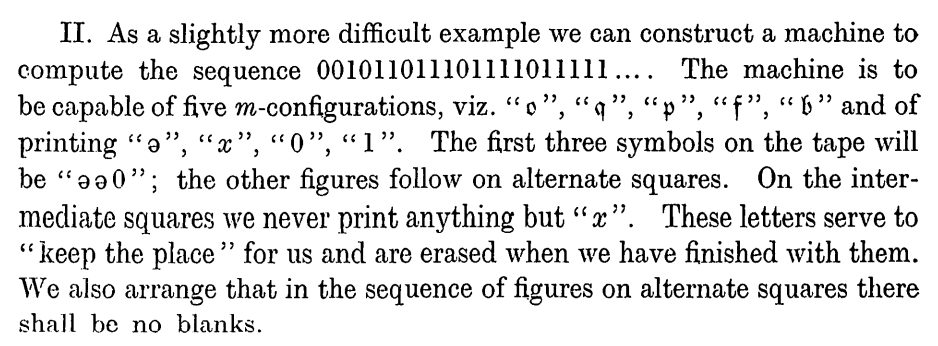 II. As a slightly more difficult example we can construct a machine to
compute the sequence 001011011101111011111.... The machine is to
be capable of five m-configurations, viz. “𝔬”, “𝔮”, “𝔭”, “𝔣”, “𝔟” and of
printing “ə”, “x”, “0”, “1”. The first three symbols on the tape will
be “əə0”; the other figures follow on alternate squares. On the inter-
mediate squares we never print anything but “x”. These letters serve to
“keep the place” for us and are erased when we have finished with them.
We also arrange that in the sequence of figures on alternate squares there
shall be no blanks.